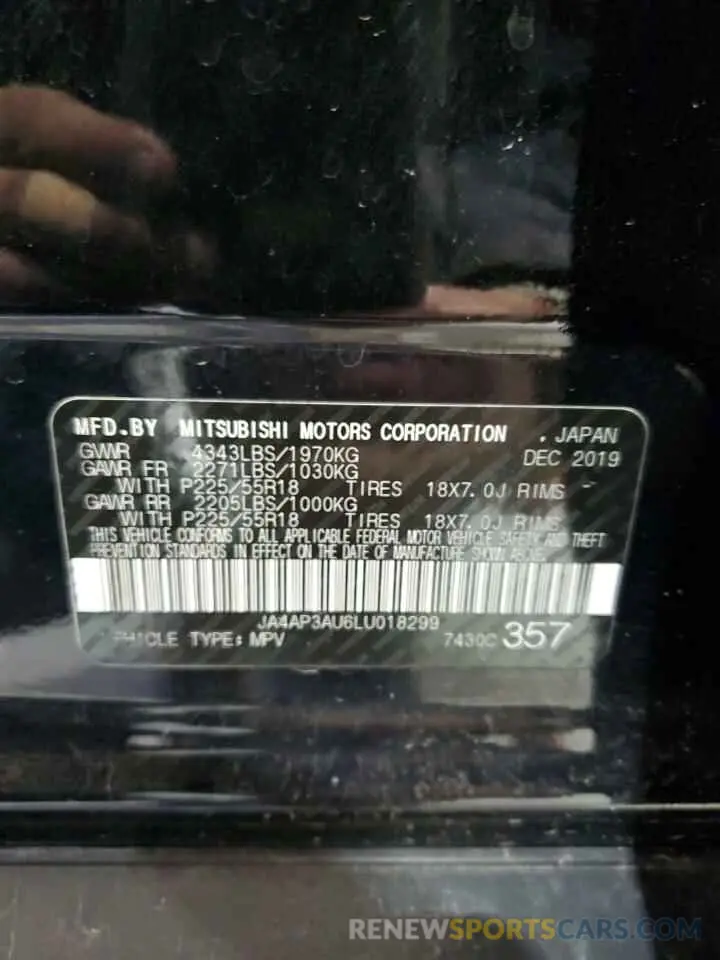 MFD.BY MITSUBISHI MOTORS CORPORATION . JAPAN
GVWR 4343LBS/1970KG DEC 2019
GAWR FR 2271LBS/1030KG
WITH P225/55R18 TIRES 18X7.0J RIMS
GAWR RR 2205LBS/1000KG
WITH P225/55R18 TIRES 18X7.0J RIMS
THIS VEHICLE CONFORMS TO ALL APPLICABLE FEDERAL MOTOR VEHICLE SAFETY AND THEFT
PREVENTION STANDARDS IN EFFECT ON THE DATE OF MANUFACTURE SHOWN ABOVE.
JA4AP3AU6LU018299
VEHICLE TYPE: MPV 7430C 357
RENEWSPORTSCARS.COM